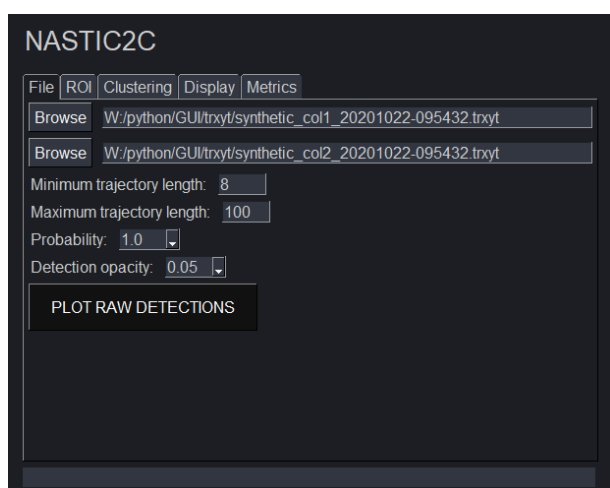 NASTIC2C
File ROI Clustering Display Metrics
Browse W:/python/GUI/trxyt/synthetic_col1_20201022-095432.trxyt
Browse W:/python/GUI/trxyt/synthetic_col2_20201022-095432.trxyt
Minimum trajectory length: 8
Maximum trajectory length: 100
Probability: 1.0
Detection opacity: 0.05
PLOT RAW DETECTIONS